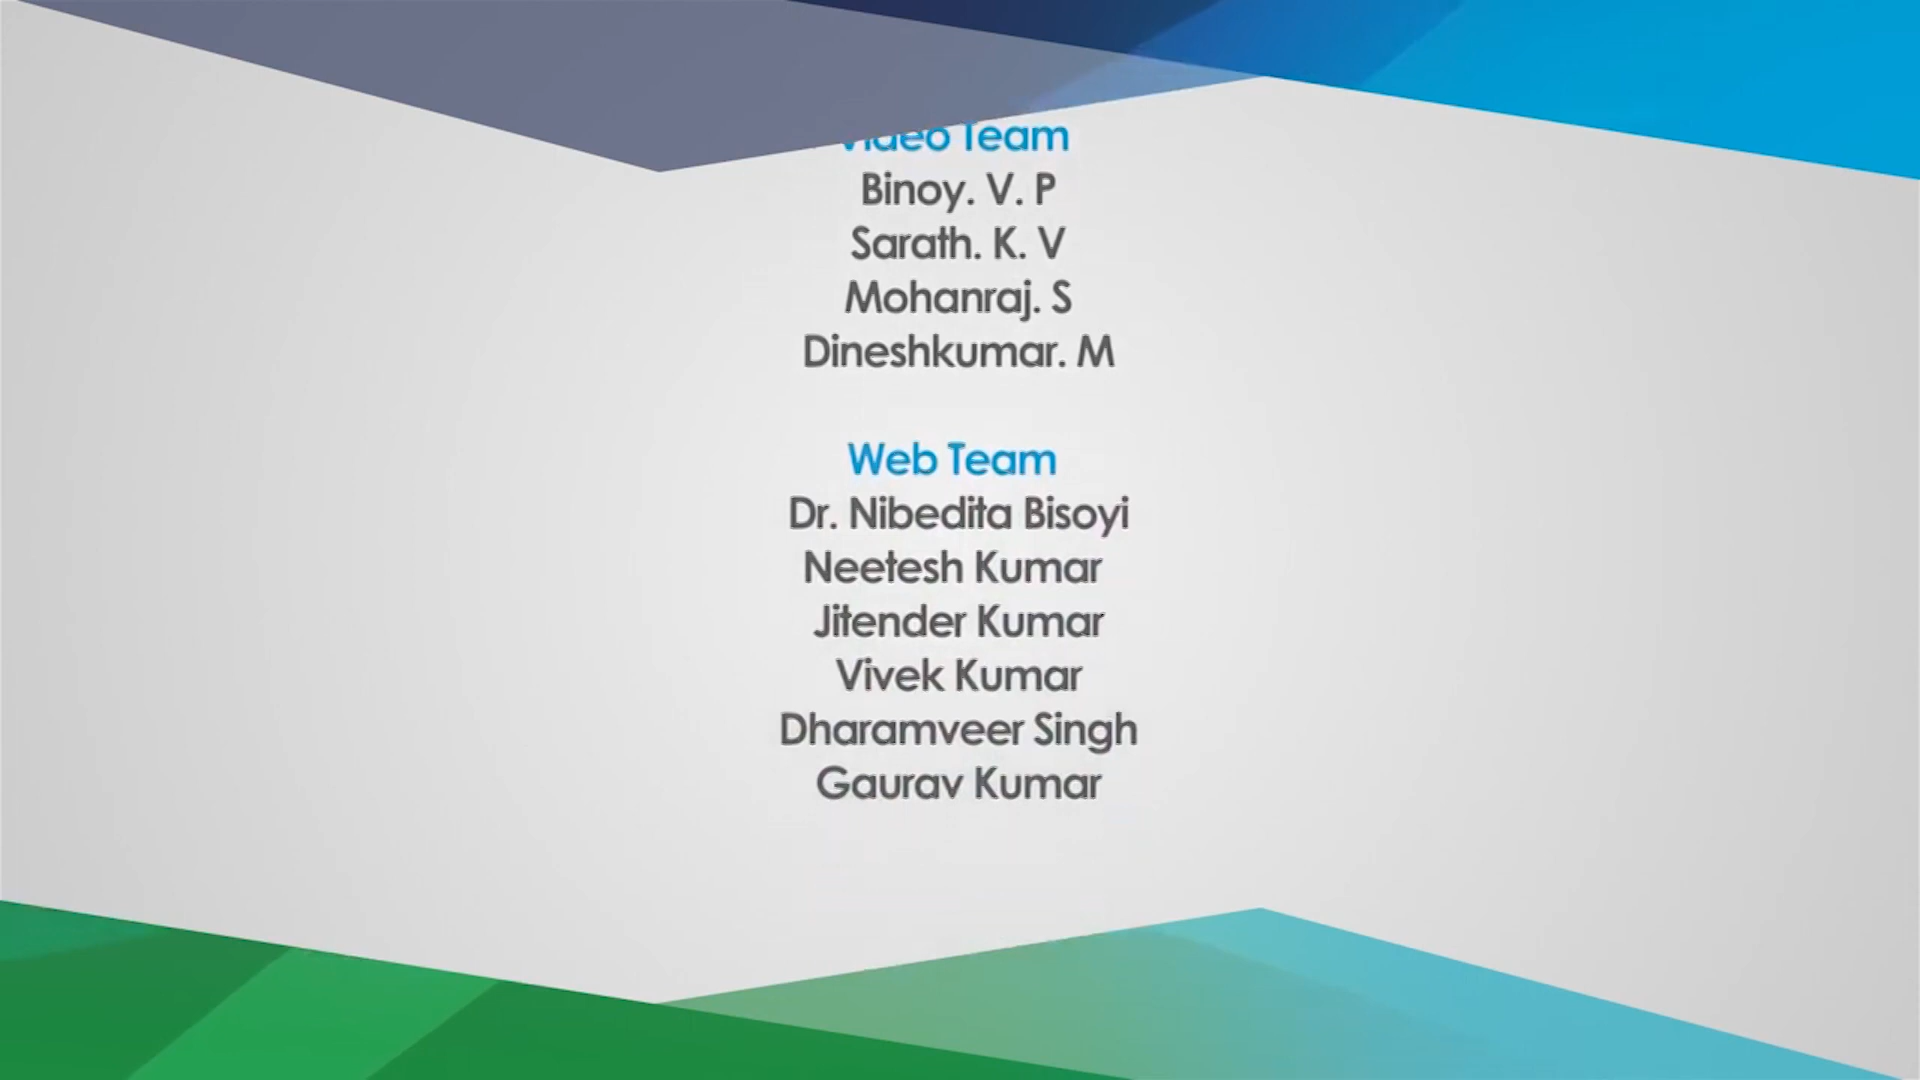 Video Team
Binoy. V. P
Sarath. K. V
Mohanraj. S
Dineshkumar. M
Web Team
Dr. Nibedita Bisoyi
Neetesh Kumar
Jitender Kumar
Vivek Kumar
Dharamveer Singh
Gaurav Kumar